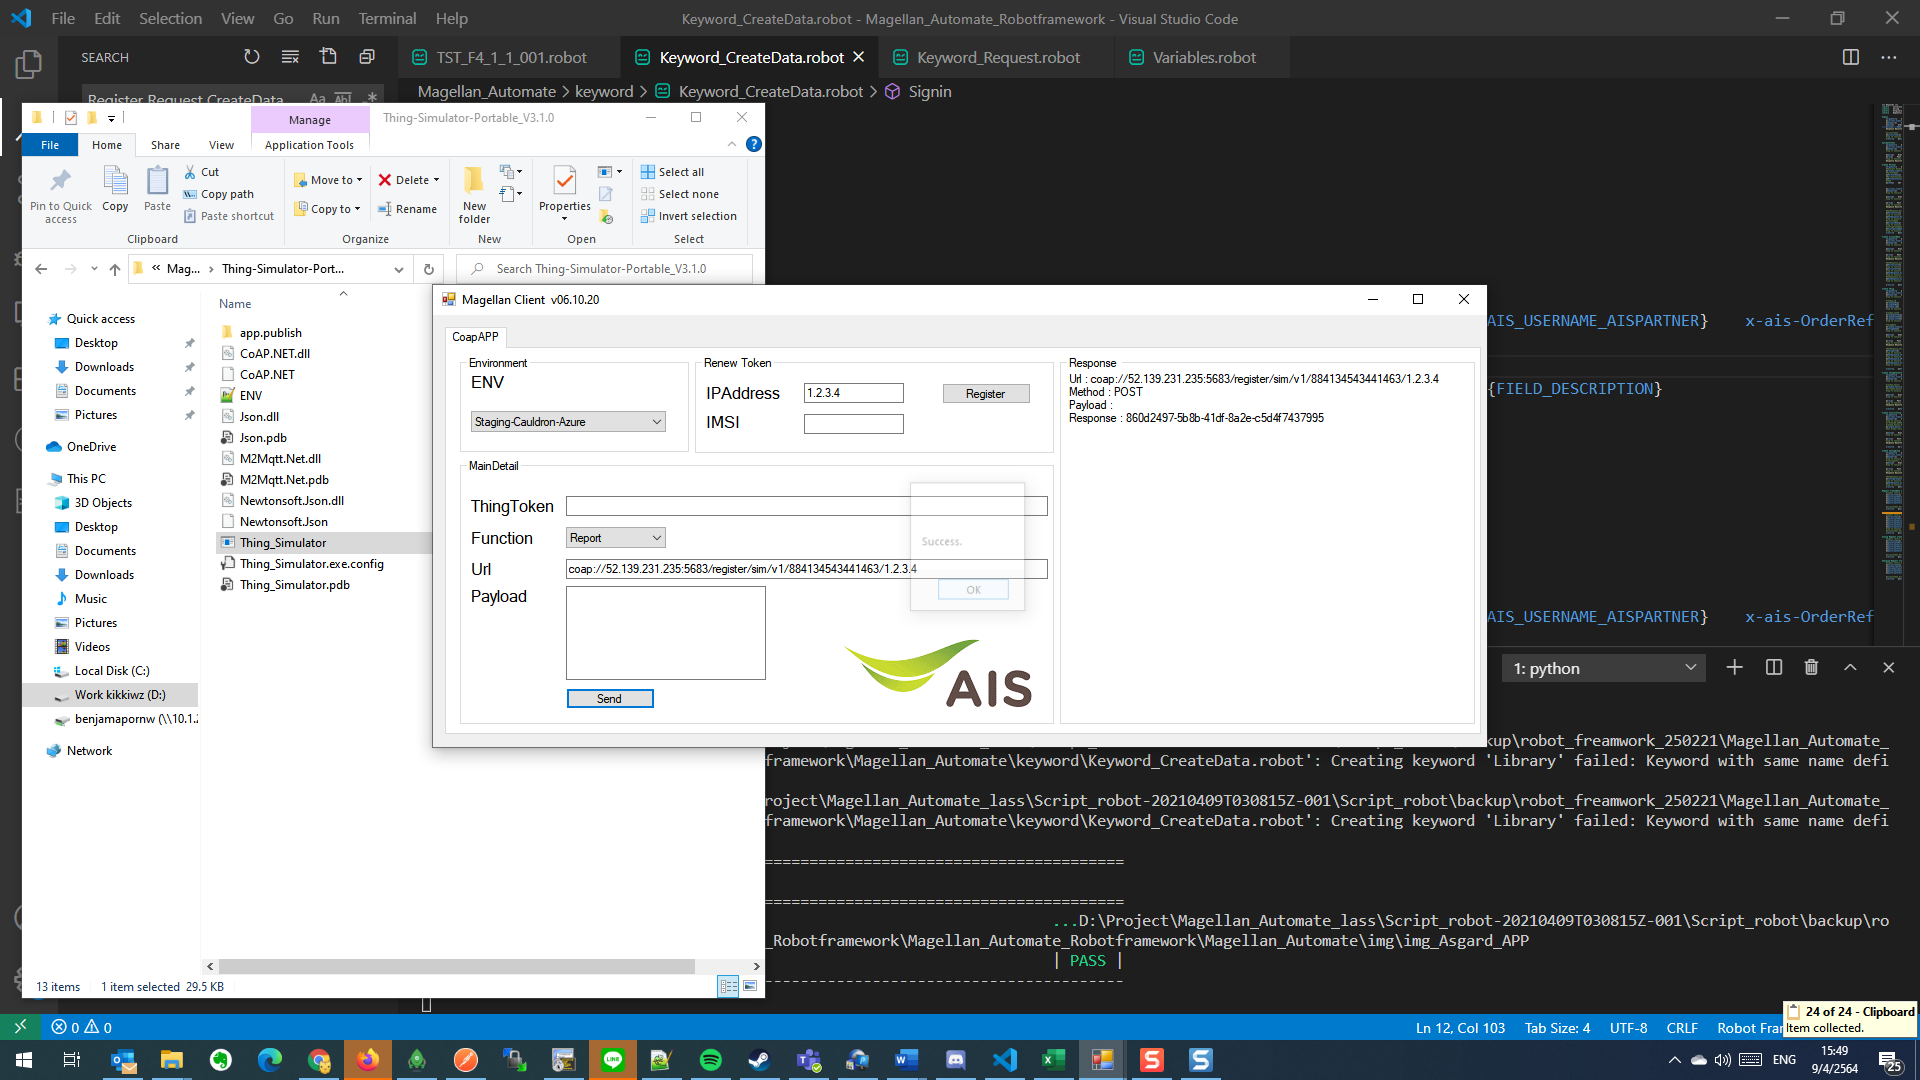 File Edit Selection View Go Run Terminal Help
Keyword_CreateData.robot - Magellan_Automate_Robotframework - Visual Studio Code
SEARCH
TST_F4_1_1_001.robot
Keyword_CreateData.robot
Keyword_Request.robot
Variables.robot
Register Request CreateData
Magellan_Automate > keyword > Keyword_CreateData.robot > Signin
Manage
Thing-Simulator-Portable_V3.1.0
File Home Share View Application Tools
Pin to Quick access
Copy
Paste
Cut
Copy path
Paste shortcut
Clipboard
Move to
Copy to
Delete
Rename
Organize
New folder
New
Properties
Open
Select all
Select none
Invert selection
Select
« Mag... > Thing-Simulator-Port...
Search Thing-Simulator-Portable_V3.1.0
Quick access
Desktop
Downloads
Documents
Pictures
OneDrive
This PC
3D Objects
Desktop
Documents
Downloads
Music
Pictures
Videos
Local Disk (C:)
Work kikkiwz (D:)
benjamapornw (\\10.1.2
Network
Name
app.publish
CoAP.NET.dll
CoAP.NET
ENV
Json.dll
Json.pdb
M2Mqtt.Net.dll
M2Mqtt.Net.pdb
Newtonsoft.Json.dll
Newtonsoft.Json
Thing_Simulator
Thing_Simulator.exe.config
Thing_Simulator.pdb
13 items 1 item selected 29.5 KB
Magellan Client v06.10.20
CoapAPP
Environment
ENV
Staging-Cauldron-Azure
Renew Token
IPAddress 1.2.3.4 Register
IMSI
MainDetail
ThingToken
Function Report
Url coap://52.139.231.235:5683/register/sim/v1/884134543441463/1.2.3.4
Payload
Send
Success.
OK
AIS
Response
Url : coap://52.139.231.235:5683/register/sim/v1/884134543441463/1.2.3.4
Method : POST
Payload :
Response : 860d2497-5b8b-41df-8a2e-c5d4f7437995
AIS_USERNAME_AISPARTNER} x-ais-OrderRef
{FIELD_DESCRIPTION}
AIS_USERNAME_AISPARTNER} x-ais-OrderRef
1: python
kup\robot_freamwork_250221\Magellan_Automate_
framework\Magellan_Automate\keyword\Keyword_CreateData.robot': Creating keyword 'Library' failed: Keyword with same name defi
roject\Magellan_Automate_lass\Script_robot-20210409T030815Z-001\Script_robot\backup\robot_freamwork_250221\Magellan_Automate_
framework\Magellan_Automate\keyword\Keyword_CreateData.robot': Creating keyword 'Library' failed: Keyword with same name defi
========================================
========================================
...D:\Project\Magellan_Automate_lass\Script_robot-20210409T030815Z-001\Script_robot\backup\ro
_Robotframework\Magellan_Automate_Robotframework\Magellan_Automate\img\img_Asgard_APP
| PASS |
----------------------------------------
0 0
Ln 12, Col 103 Tab Size: 4 UTF-8 CRLF Robot Fra
24 of 24 - Clipboard
Item collected.
ENG
15:49
9/4/2564
25